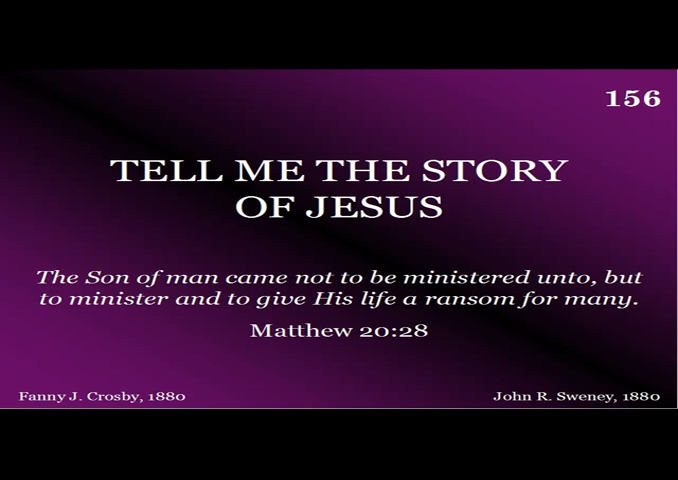 156
TELL ME THE STORY
OF JESUS
The Son of man came not to be ministered unto, but
to minister and to give His life a ransom for many.
Matthew 20:28
Fanny J. Crosby, 1880
John R. Sweney, 1880